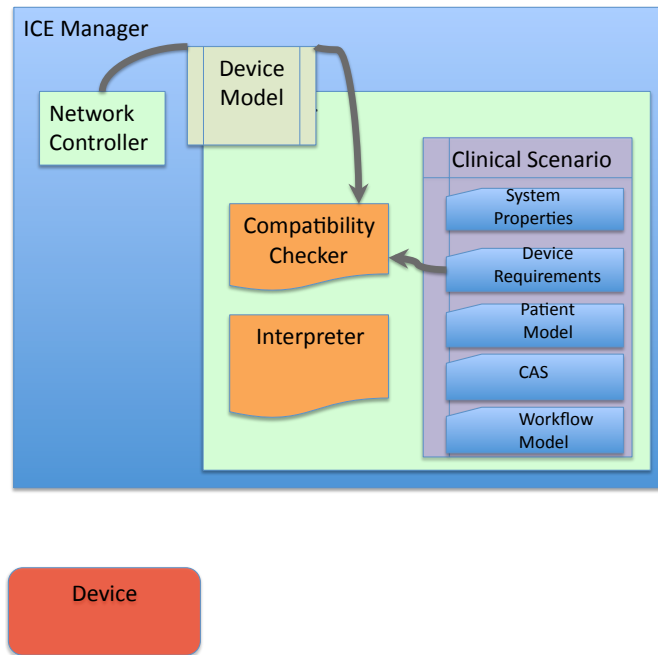 ICE Manager
Device
Model
Network
Controller
Clinical Scenario
System
Properties
Compatibility
Checker
Device
Requirements
Patient
Model
Interpreter
CAS
Workflow
Model
Device